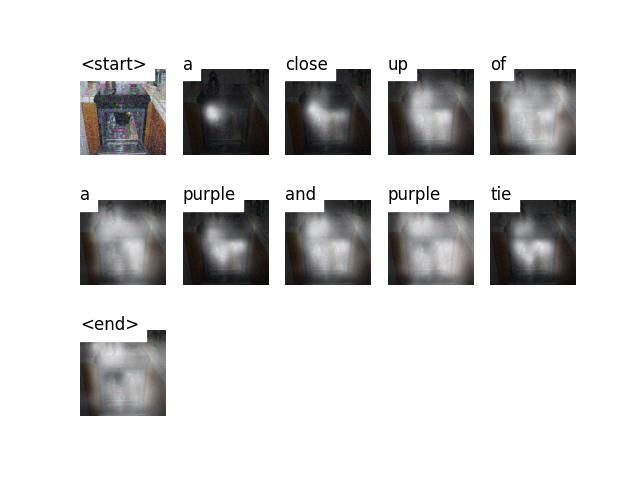 <start> a close up of
a purple and purple tie
<end>